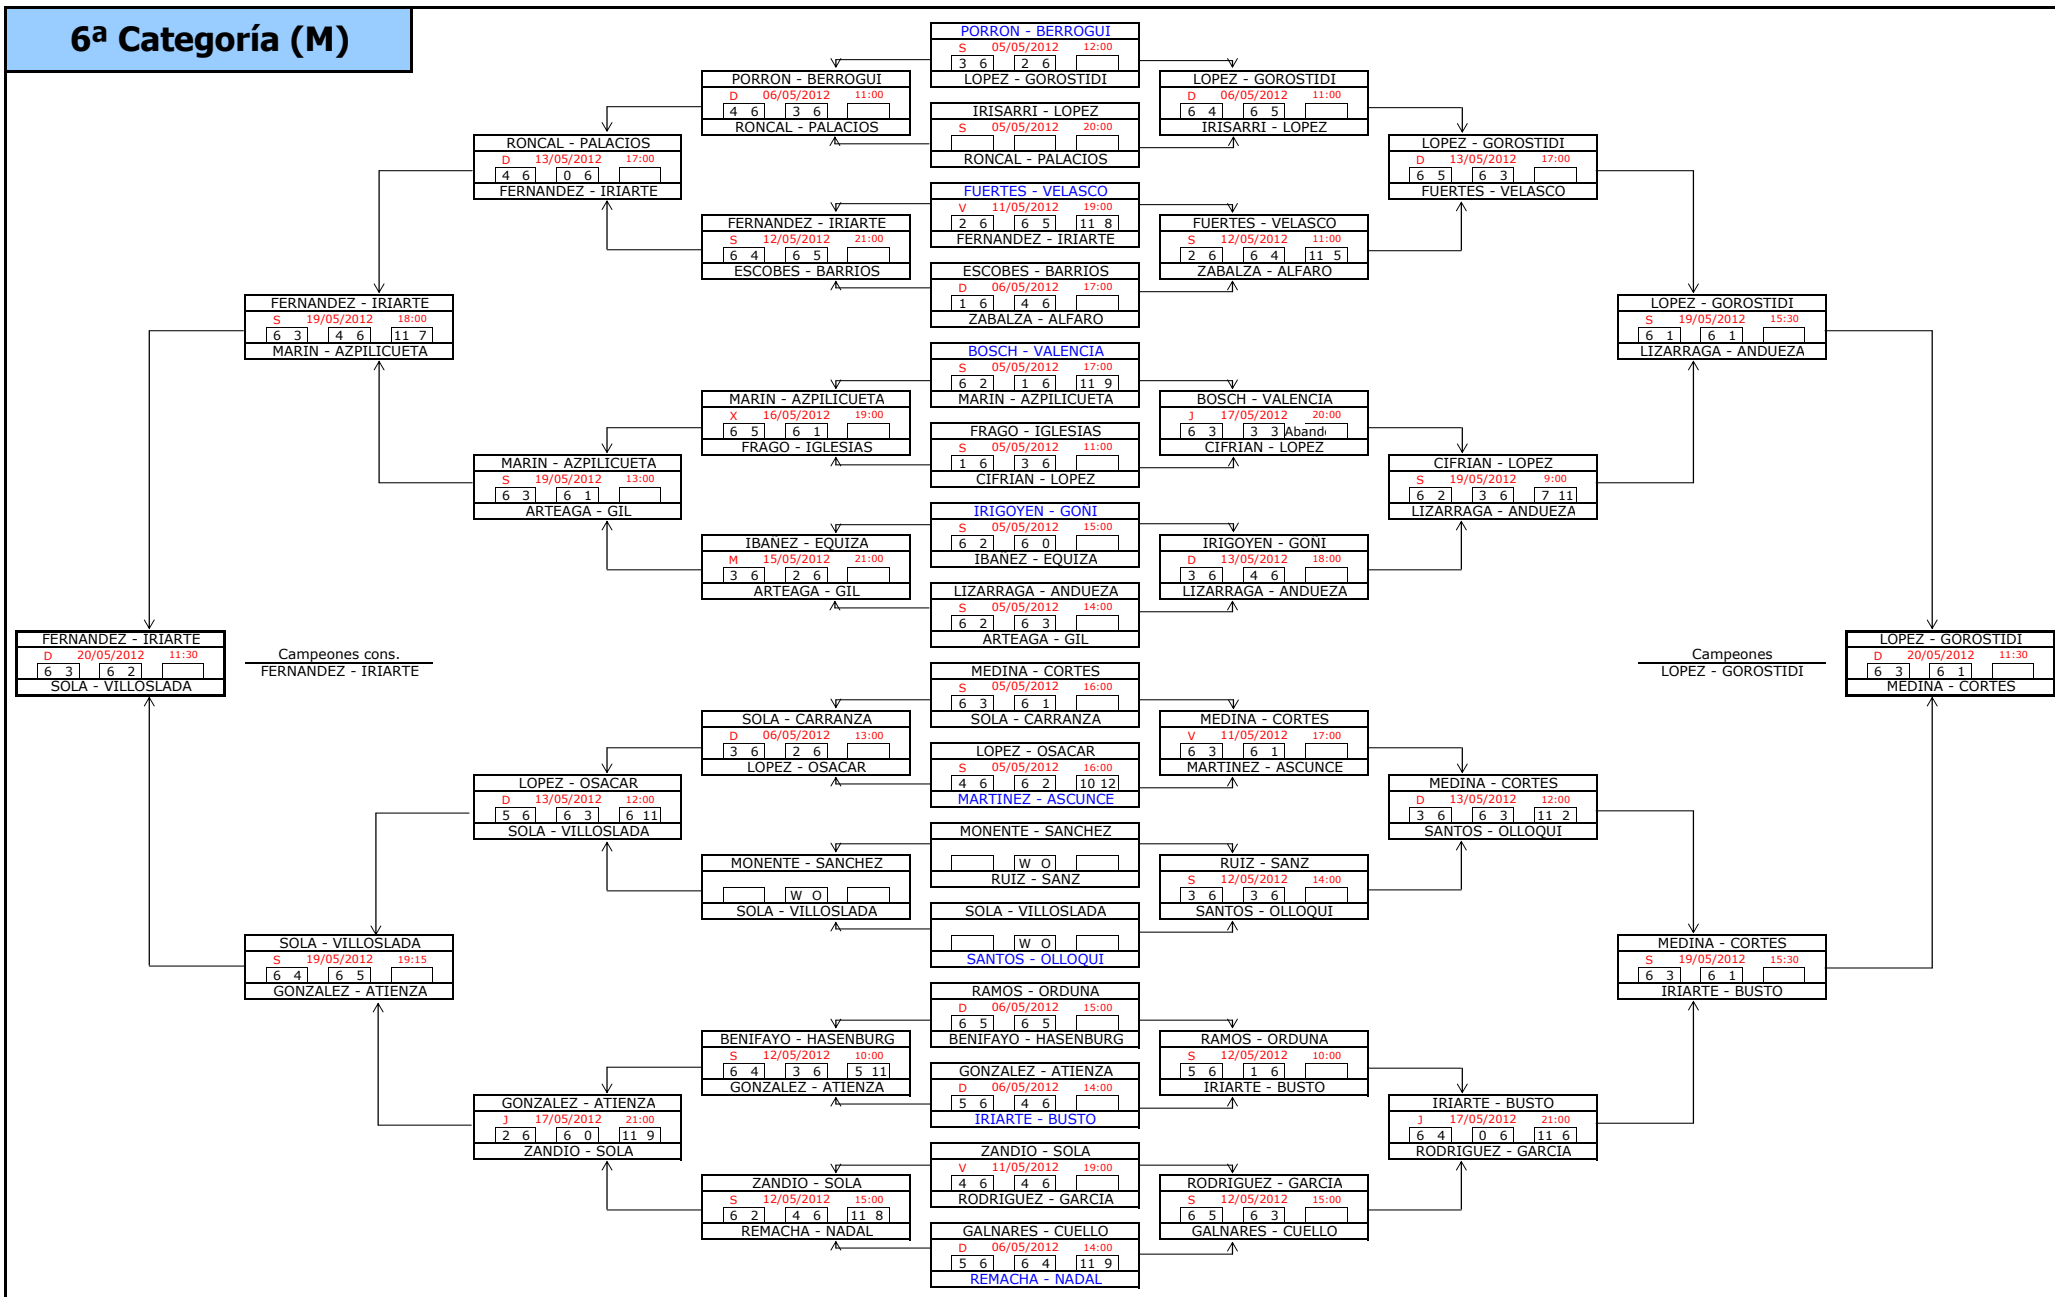 6ª Categoría (M)
PORRON - BERROGUI
S 05/05/2012 12:00
3 6 2 6
LOPEZ - GOROSTIDI
IRISARRI - LOPEZ
S 05/05/2012 20:00
RONCAL - PALACIOS
FUERTES - VELASCO
V 11/05/2012 19:00
2 6 6 5 11 8
FERNANDEZ - IRIARTE
ESCOBES - BARRIOS
D 06/05/2012 17:00
1 6 4 6
ZABALZA - ALFARO
BOSCH - VALENCIA
S 05/05/2012 17:00
6 2 1 6 11 9
MARIN - AZPILICUETA
FRAGO - IGLESIAS
S 05/05/2012 11:00
1 6 3 6
CIFRIAN - LOPEZ
IRIGOYEN - GOÑI
S 05/05/2012 15:00
6 2 6 0
IBAÑEZ - EQUIZA
LIZARRAGA - ANDUEZA
S 05/05/2012 14:00
6 2 6 3
ARTEAGA - GIL
MEDINA - CORTES
S 05/05/2012 16:00
6 3 6 1
SOLA - CARRANZA
LOPEZ - OSACAR
S 05/05/2012 16:00
4 6 6 2 10 12
MARTINEZ - ASCUNCE
MONENTE - SANCHEZ
W O
RUIZ - SANZ
SOLA - VILLOSLADA
W O
SANTOS - OLLOQUI
RAMOS - ORDUNA
D 06/05/2012 15:00
6 5 6 5
BENIFAYO - HASENBURG
GONZALEZ - ATIENZA
D 06/05/2012 14:00
5 6 4 6
IRIARTE - BUSTO
ZANDIO - SOLA
V 11/05/2012 19:00
4 6 4 6
RODRIGUEZ - GARCIA
GALNARES - CUELLO
D 06/05/2012 14:00
5 6 6 4 11 9
REMACHA - NADAL
PORRON - BERROGUI
D 06/05/2012 11:00
4 6 3 6
RONCAL - PALACIOS
FERNANDEZ - IRIARTE
S 12/05/2012 21:00
6 4 6 5
ESCOBES - BARRIOS
MARIN - AZPILICUETA
X 16/05/2012 19:00
6 5 6 1
FRAGO - IGLESIAS
IBAÑEZ - EQUIZA
M 15/05/2012 21:00
3 6 2 6
ARTEAGA - GIL
SOLA - CARRANZA
D 06/05/2012 13:00
3 6 2 6
LOPEZ - OSACAR
MONENTE - SANCHEZ
W O
SOLA - VILLOSLADA
BENIFAYO - HASENBURG
S 12/05/2012 10:00
6 4 3 6 5 11
GONZALEZ - ATIENZA
ZANDIO - SOLA
S 12/05/2012 15:00
6 2 4 6 11 8
REMACHA - NADAL
RONCAL - PALACIOS
D 13/05/2012 17:00
4 6 0 6
FERNANDEZ - IRIARTE
MARIN - AZPILICUETA
S 19/05/2012 13:00
6 3 6 1
ARTEAGA - GIL
LOPEZ - OSACAR
D 13/05/2012 12:00
5 6 6 3 6 11
SOLA - VILLOSLADA
GONZALEZ - ATIENZA
J 17/05/2012 21:00
2 6 6 0 11 9
ZANDIO - SOLA
FERNANDEZ - IRIARTE
S 19/05/2012 18:00
6 3 4 6 11 7
MARIN - AZPILICUETA
SOLA - VILLOSLADA
S 19/05/2012 19:15
6 4 6 5
GONZALEZ - ATIENZA
FERNANDEZ - IRIARTE
D 20/05/2012 11:30
6 3 6 2
SOLA - VILLOSLADA
Campeones cons.
FERNANDEZ - IRIARTE
LOPEZ - GOROSTIDI
D 06/05/2012 11:00
6 4 6 5
IRISARRI - LOPEZ
FUERTES - VELASCO
S 12/05/2012 11:00
2 6 6 4 11 5
ZABALZA - ALFARO
BOSCH - VALENCIA
J 17/05/2012 20:00
6 3 3 3 Aband
CIFRIAN - LOPEZ
IRIGOYEN - GOÑI
D 13/05/2012 18:00
3 6 4 6
LIZARRAGA - ANDUEZA
MEDINA - CORTES
V 11/05/2012 17:00
6 3 6 1
MARTINEZ - ASCUNCE
RUIZ - SANZ
S 12/05/2012 14:00
3 6 3 6
SANTOS - OLLOQUI
RAMOS - ORDUNA
S 12/05/2012 10:00
5 6 1 6
IRIARTE - BUSTO
RODRIGUEZ - GARCIA
S 12/05/2012 15:00
6 5 6 3
GALNARES - CUELLO
LOPEZ - GOROSTIDI
D 13/05/2012 17:00
6 5 6 3
FUERTES - VELASCO
CIFRIAN - LOPEZ
S 19/05/2012 9:00
6 2 3 6 7 11
LIZARRAGA - ANDUEZA
MEDINA - CORTES
D 13/05/2012 12:00
3 6 6 3 11 2
SANTOS - OLLOQUI
IRIARTE - BUSTO
J 17/05/2012 21:00
6 4 0 6 11 6
RODRIGUEZ - GARCIA
LOPEZ - GOROSTIDI
S 19/05/2012 15:30
6 1 6 1
LIZARRAGA - ANDUEZA
MEDINA - CORTES
S 19/05/2012 15:30
6 3 6 1
IRIARTE - BUSTO
Campeones
LOPEZ - GOROSTIDI
LOPEZ - GOROSTIDI
D 20/05/2012 11:30
6 3 6 1
MEDINA - CORTES